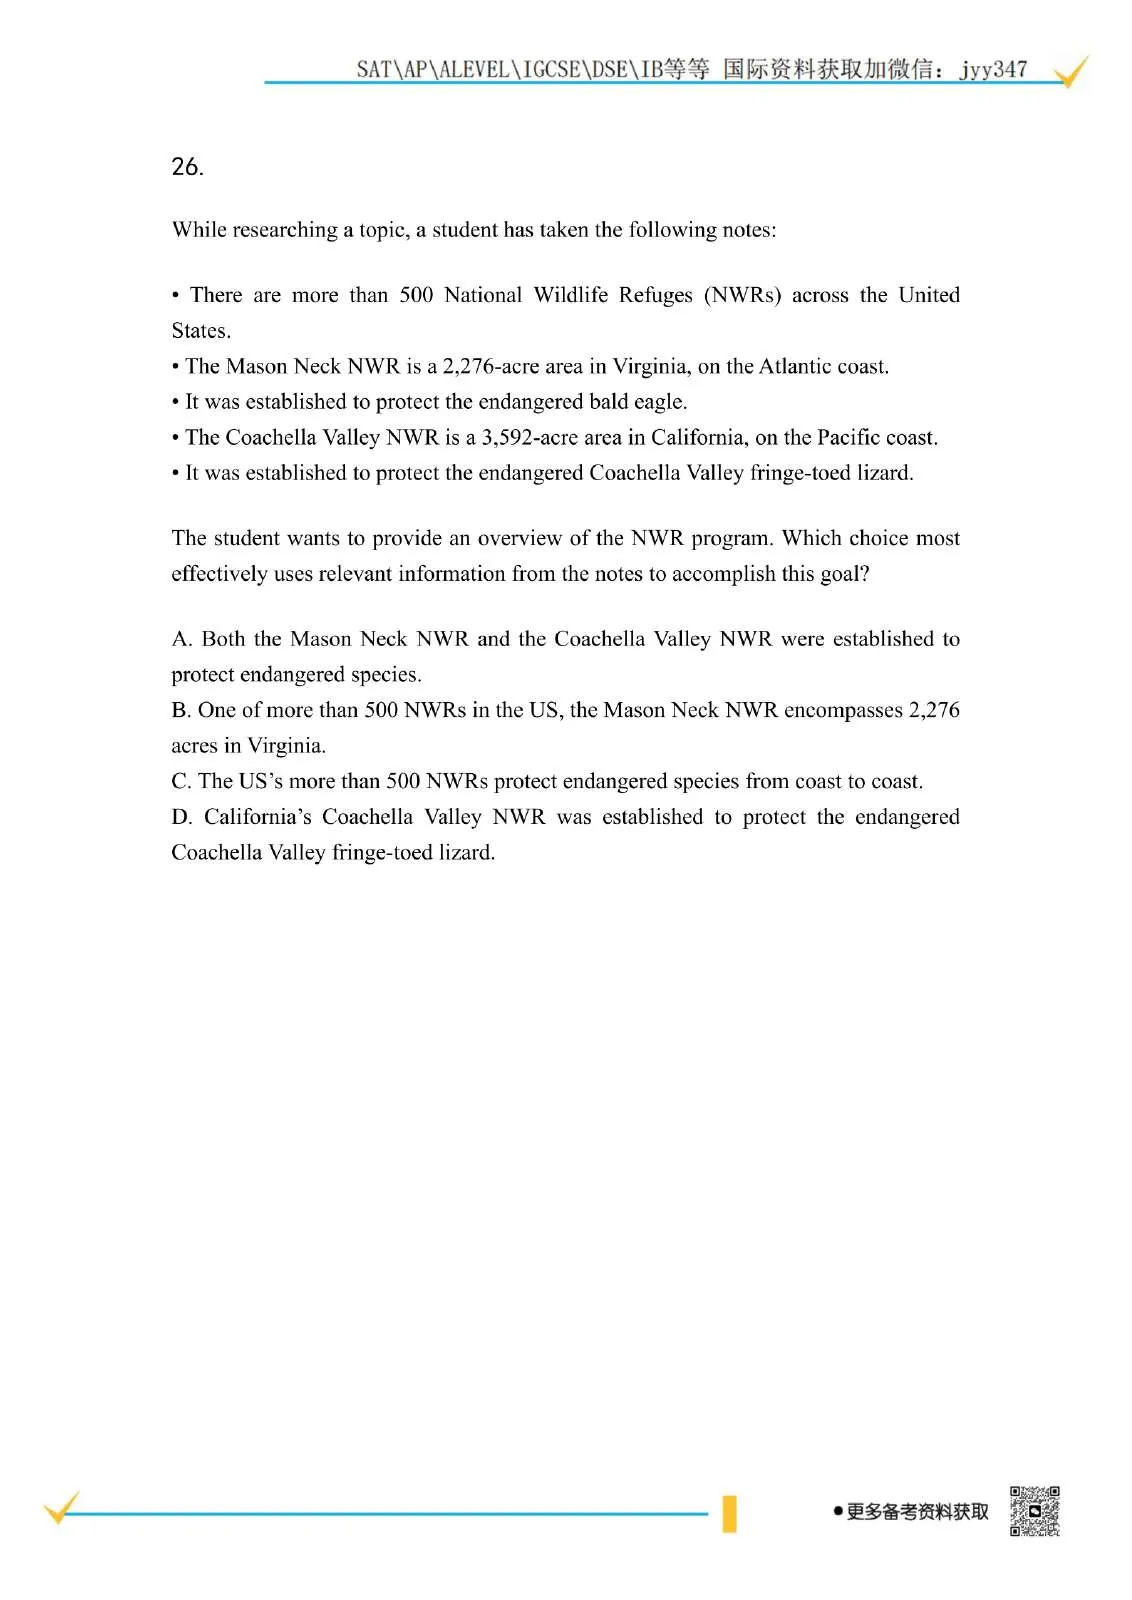 SAT\AP\ALEVEL\IGCSE\DSE\IB等等 国际资料获取加微信：jyy347
26.
While researching a topic, a student has taken the following notes:
• There are more than 500 National Wildlife Refuges (NWRs) across the United
States.
• The Mason Neck NWR is a 2,276-acre area in Virginia, on the Atlantic coast.
• It was established to protect the endangered bald eagle.
• The Coachella Valley NWR is a 3,592-acre area in California, on the Pacific coast.
• It was established to protect the endangered Coachella Valley fringe-toed lizard.
The student wants to provide an overview of the NWR program. Which choice most
effectively uses relevant information from the notes to accomplish this goal?
A. Both the Mason Neck NWR and the Coachella Valley NWR were established to
protect endangered species.
B. One of more than 500 NWRs in the US, the Mason Neck NWR encompasses 2,276
acres in Virginia.
C. The US’s more than 500 NWRs protect endangered species from coast to coast.
D. California’s Coachella Valley NWR was established to protect the endangered
Coachella Valley fringe-toed lizard.
●更多备考资料获取